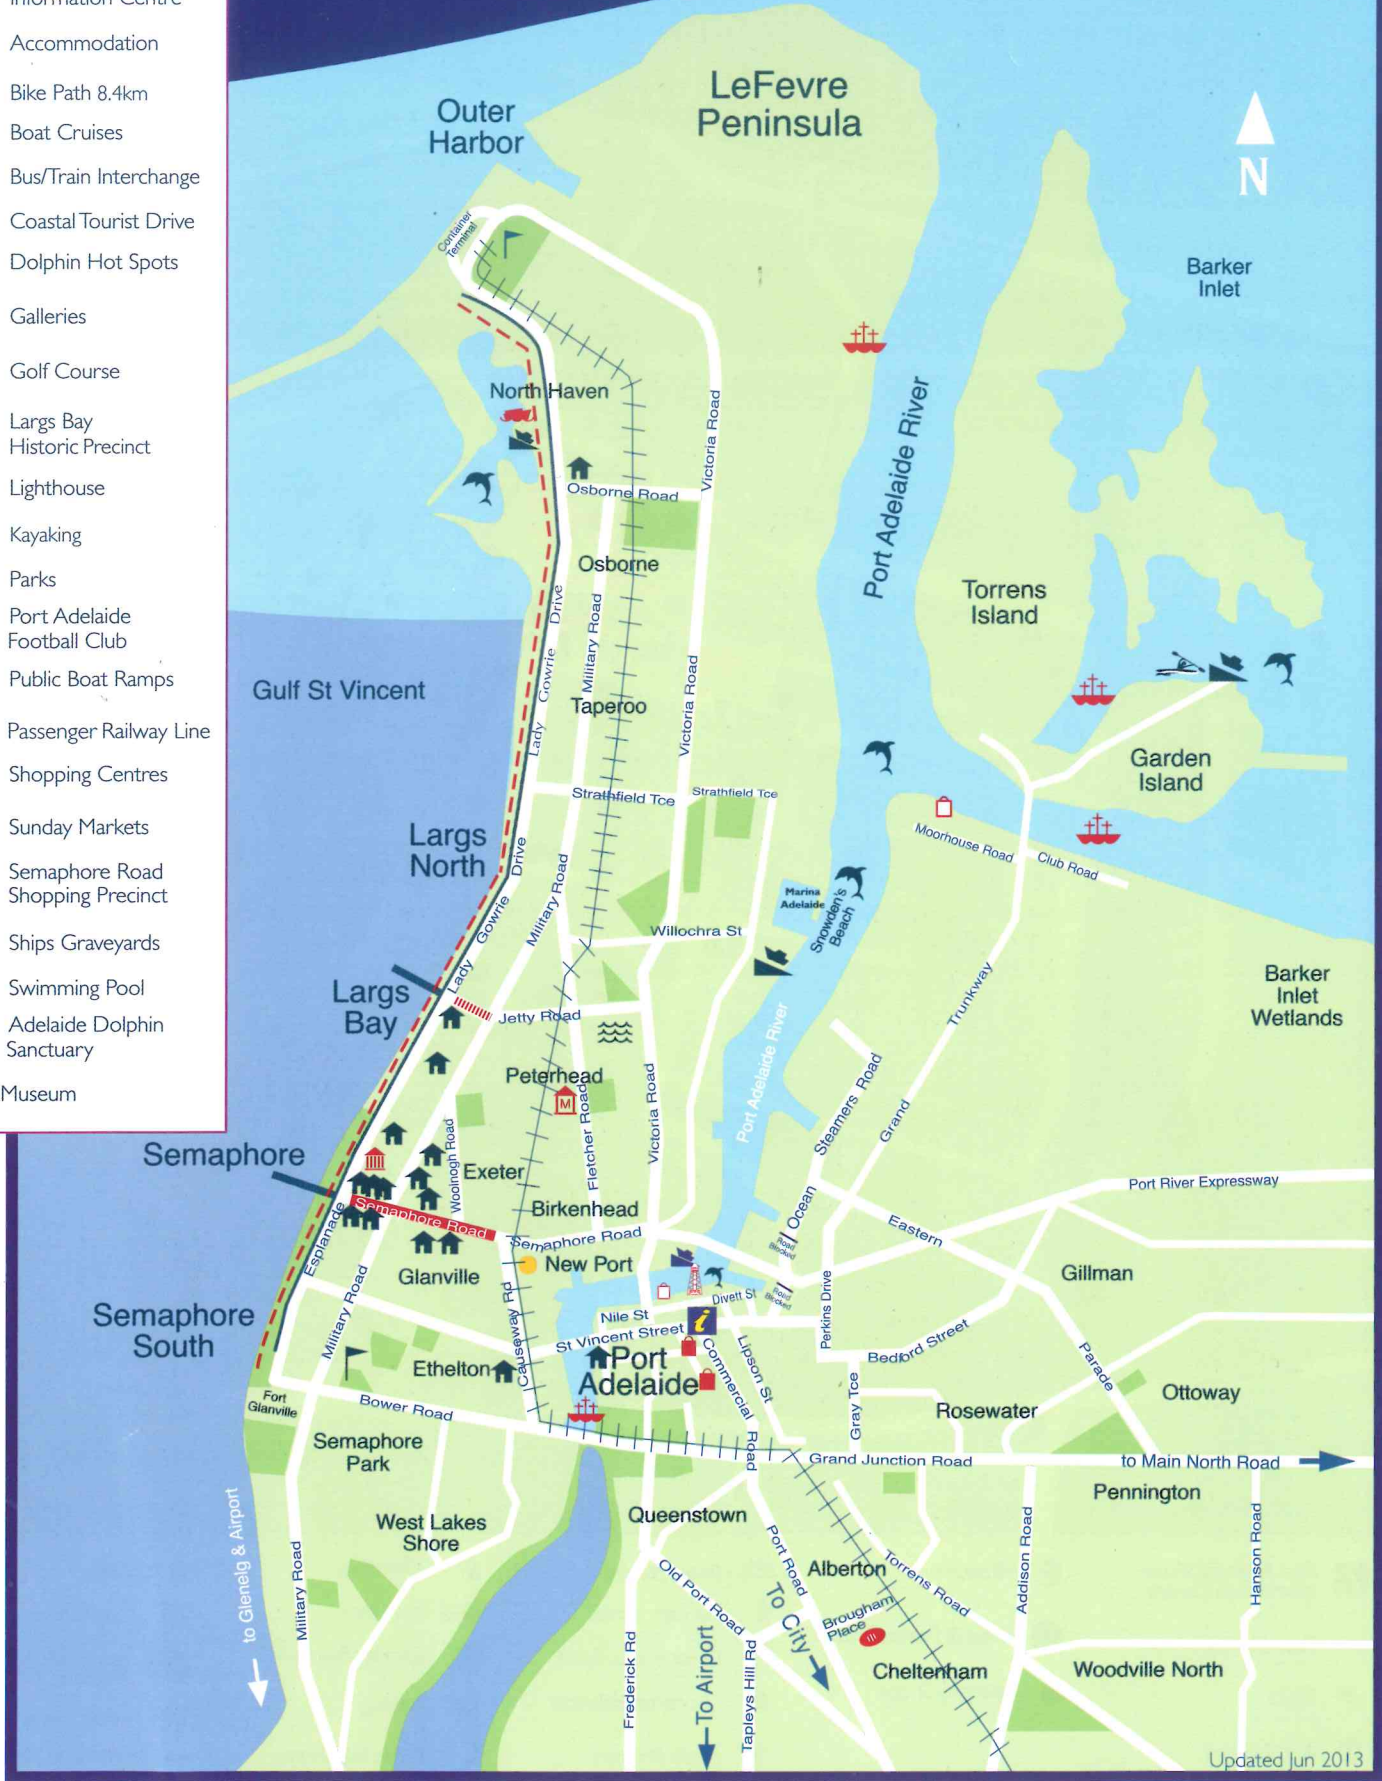 Information Centre
Accommodation
Bike Path 8.4km
Boat Cruises
Bus/Train Interchange
Coastal Tourist Drive
Dolphin Hot Spots
Galleries
Golf Course
Largs Bay
Historic Precinct
Lighthouse
Kayaking
Parks
Port Adelaide
Football Club
Public Boat Ramps
Passenger Railway Line
Shopping Centres
Sunday Markets
Semaphore Road
Shopping Precinct
Ships Graveyards
Swimming Pool
Adelaide Dolphin
Sanctuary
Museum
LeFevre
Peninsula
Outer
Harbor
N
Container
Terminal
Barker
Inlet
North Haven
Victoria Road
Port Adelaide River
Osborne Road
Osborne
Torrens
Island
Lady Gowrie Drive
Military Road
Gulf St Vincent
Taperoo
Victoria Road
Garden
Island
Strathfield Tce
Strathfield Tce
Largs
North
Moorhouse Road
Club Road
Lady Gowrie Drive
Military Road
Marina
Adelaide
Snowden's
Beach
Willochra St
Largs
Bay
Jetty Road
Barker
Inlet
Wetlands
Grand Trunkway
Port Adelaide River
Peterhead
M
Fletcher Road
Victoria Road
Steamers Road
Semaphore
Woolnough Road
Exeter
Semaphore Road
Birkenhead
Port River Expressway
Esplanade
Semaphore Road
Ocean
Road
Blocked
Eastern
New Port
Glanville
Gillman
Semaphore
South
Military Road
Causeway Rd
Divett St
Road
Blocked
Perkins Drive
Nile St
i
St Vincent Street
Port
Adelaide
Commercial Road
Lipson St
Bedford Street
Parade
Ethelton
Gray Tce
Ottoway
Fort
Glanville
Bower Road
Rosewater
Semaphore
Park
Grand Junction Road
to Main North Road
Pennington
West Lakes
Shore
Queenstown
to Glenelg & Airport
Military Road
Port Road
Alberton
Torrens Road
Addison Road
Hanson Road
Old Port Road
To City
Brougham
Place
Frederick Rd
To Airport
Tapleys Hill Rd
Cheltenham
Woodville North
Updated Jun 2013